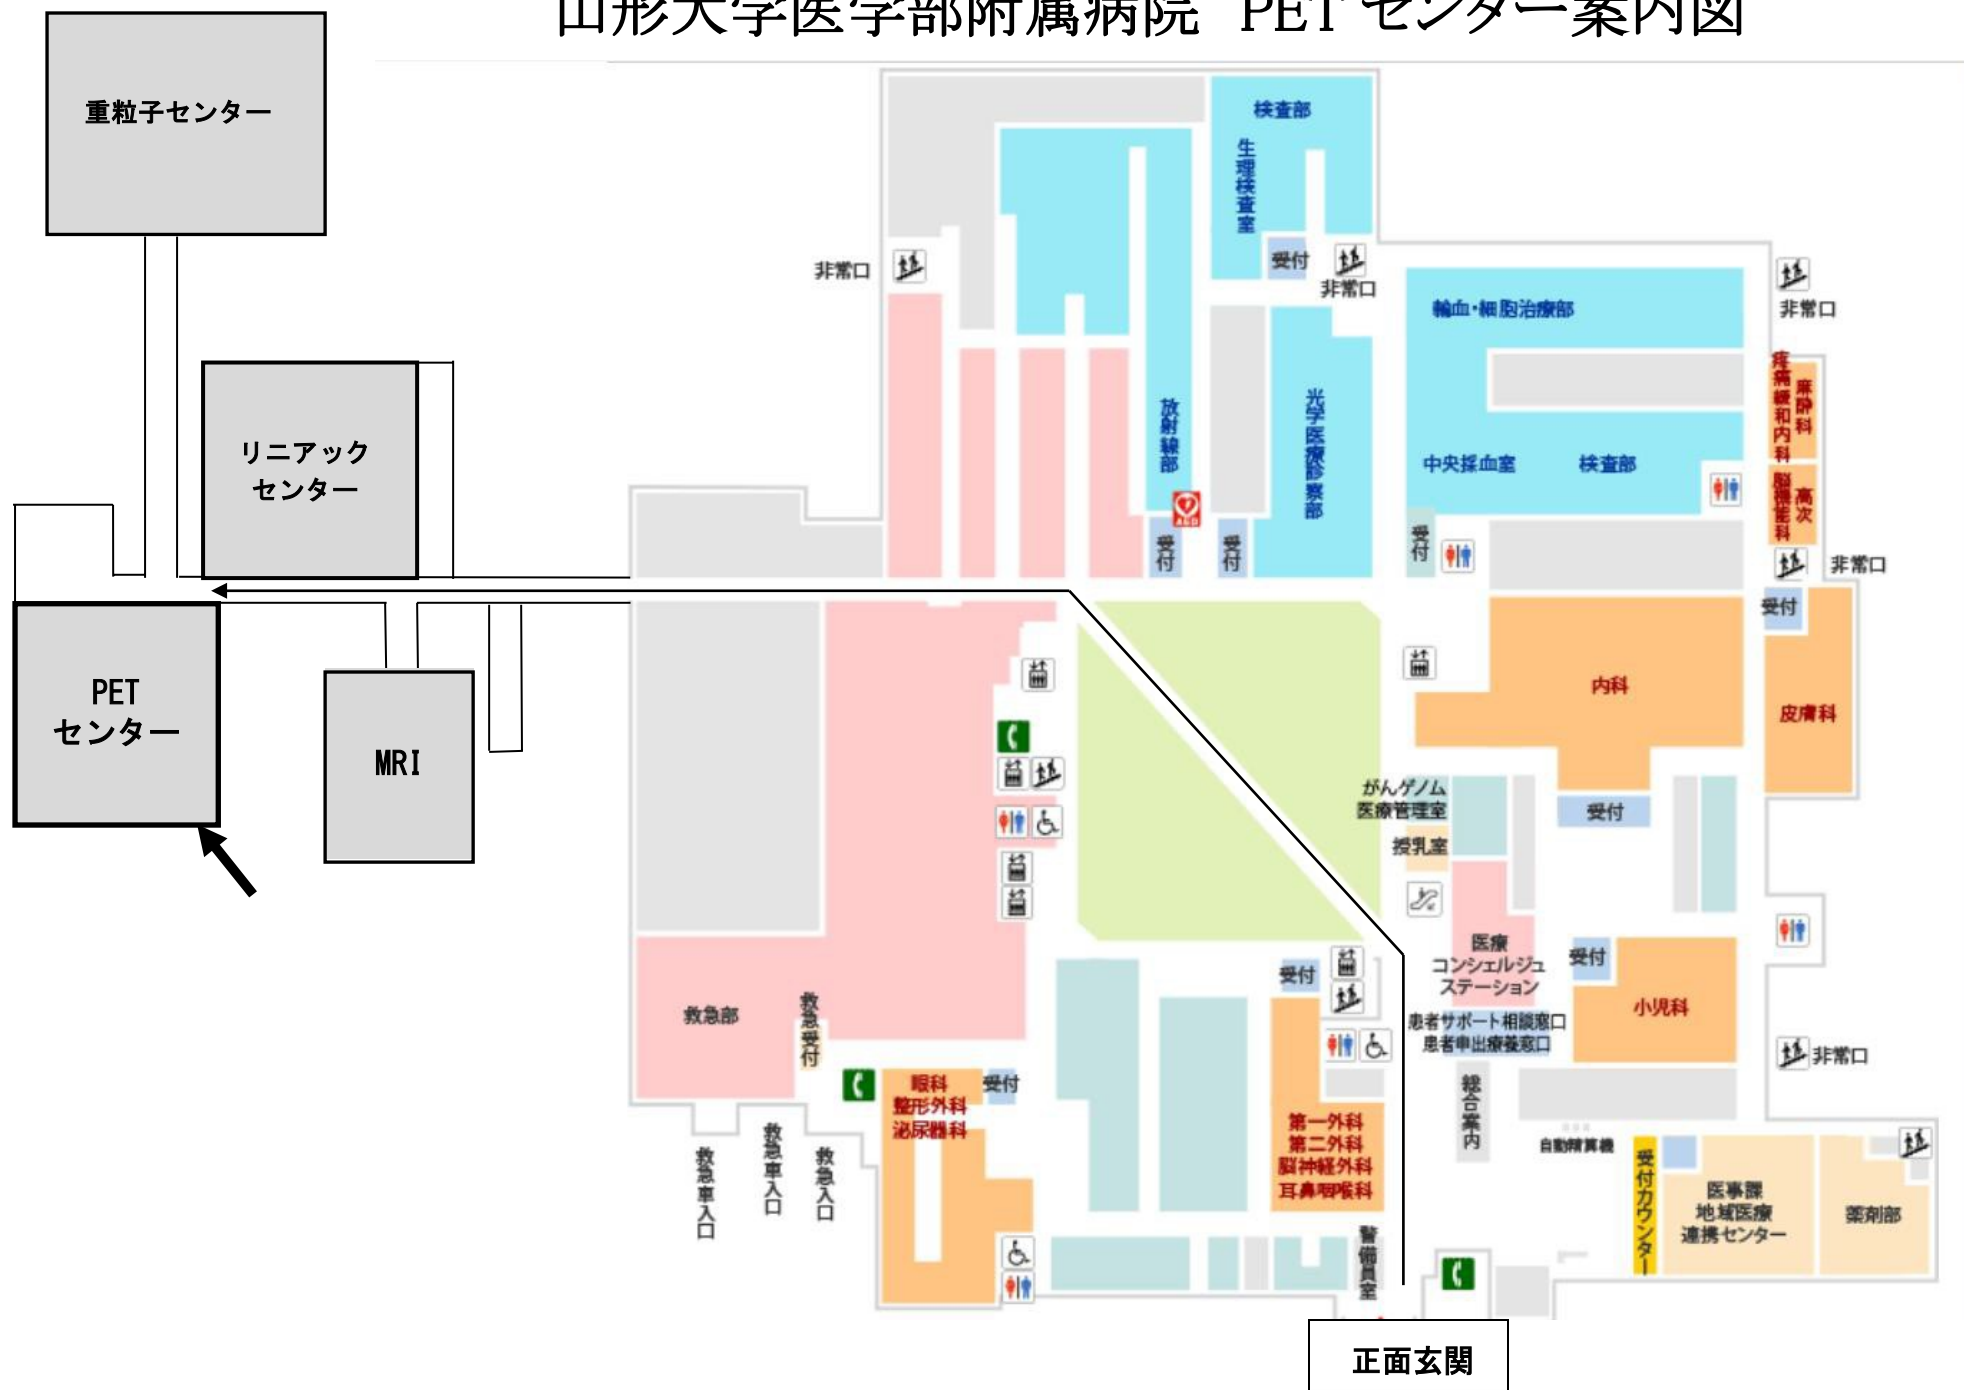 山形大学医学部附属病院 PETセンター案内図
重粒子センター
検査部
生理検査室
受付
非常口
非常口
輸血・細胞治療部
非常口
疼痛緩和内科
麻酔科
リニアック
センター
放射線部
光学医療診察部
中央採血室
検査部
高次
脳機能科
受付
受付
受付
非常口
受付
PET
センター
MRI
内科
皮膚科
がんゲノム
医療管理室
受付
授乳室
医療
コンシェルジュ
ステーション
受付
受付
小児科
救急部
救急受付
患者サポート相談窓口
患者申出療養窓口
非常口
眼科
整形外科
泌尿器科
受付
総合案内
第一外科
第二外科
脳神経外科
耳鼻咽喉科
自動精算機
救急車入口
救急車入口
救急入口
受付カウンター
医事課
地域医療
連携センター
薬剤部
警備員室
正面玄関
AED